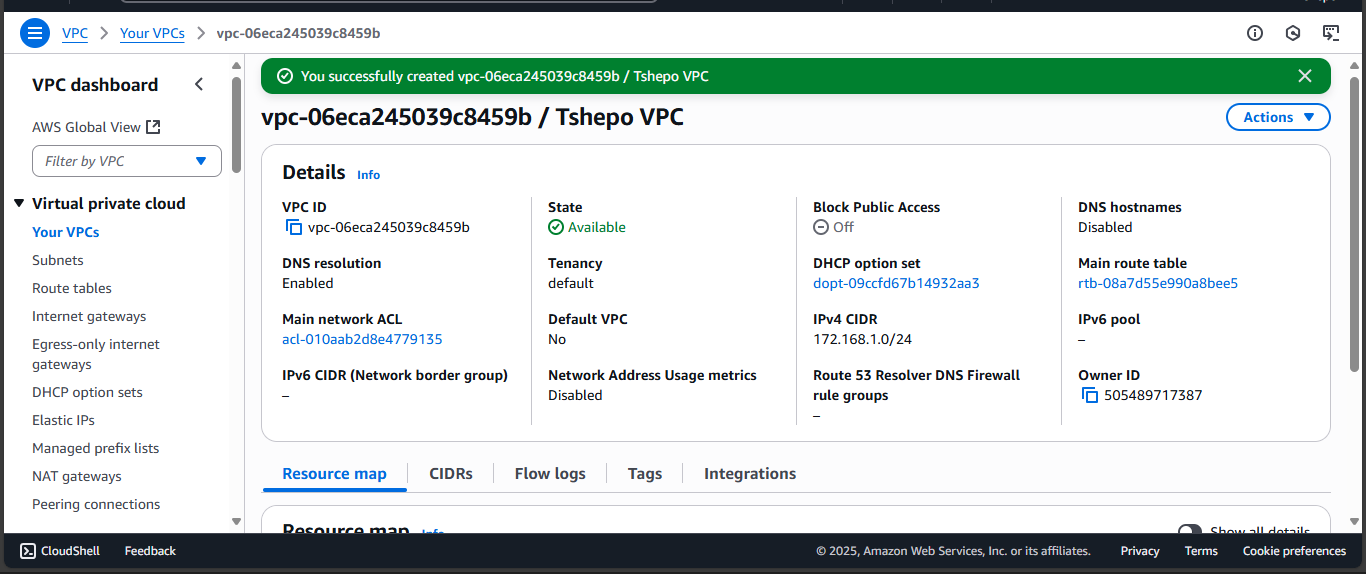 VPC
Your VPCs
vpc-06eca245039c8459b
VPC dashboard
AWS Global View
Filter by VPC
Virtual private cloud
Your VPCs
Subnets
Route tables
Internet gateways
Egress-only internet
gateways
DHCP option sets
Elastic IPs
Managed prefix lists
NAT gateways
Peering connections
You successfully created vpc-06eca245039c8459b / Tshepo VPC
vpc-06eca245039c8459b / Tshepo VPC
Actions
Details Info
VPC ID
vpc-06eca245039c8459b
State
Available
Block Public Access
Off
DNS hostnames
Disabled
DNS resolution
Enabled
Tenancy
default
DHCP option set
dopt-09ccfd67b14932aa3
Main route table
rtb-08a7d55e990a8bee5
Main network ACL
acl-010aab2d8e4779135
Default VPC
No
IPv4 CIDR
172.168.1.0/24
IPv6 pool
–
IPv6 CIDR (Network border group)
–
Network Address Usage metrics
Disabled
Route 53 Resolver DNS Firewall
rule groups
–
Owner ID
505489717387
Resource map
CIDRs
Flow logs
Tags
Integrations
Resource map Info
Show all details
CloudShell
Feedback
© 2025, Amazon Web Services, Inc. or its affiliates.
Privacy
Terms
Cookie preferences